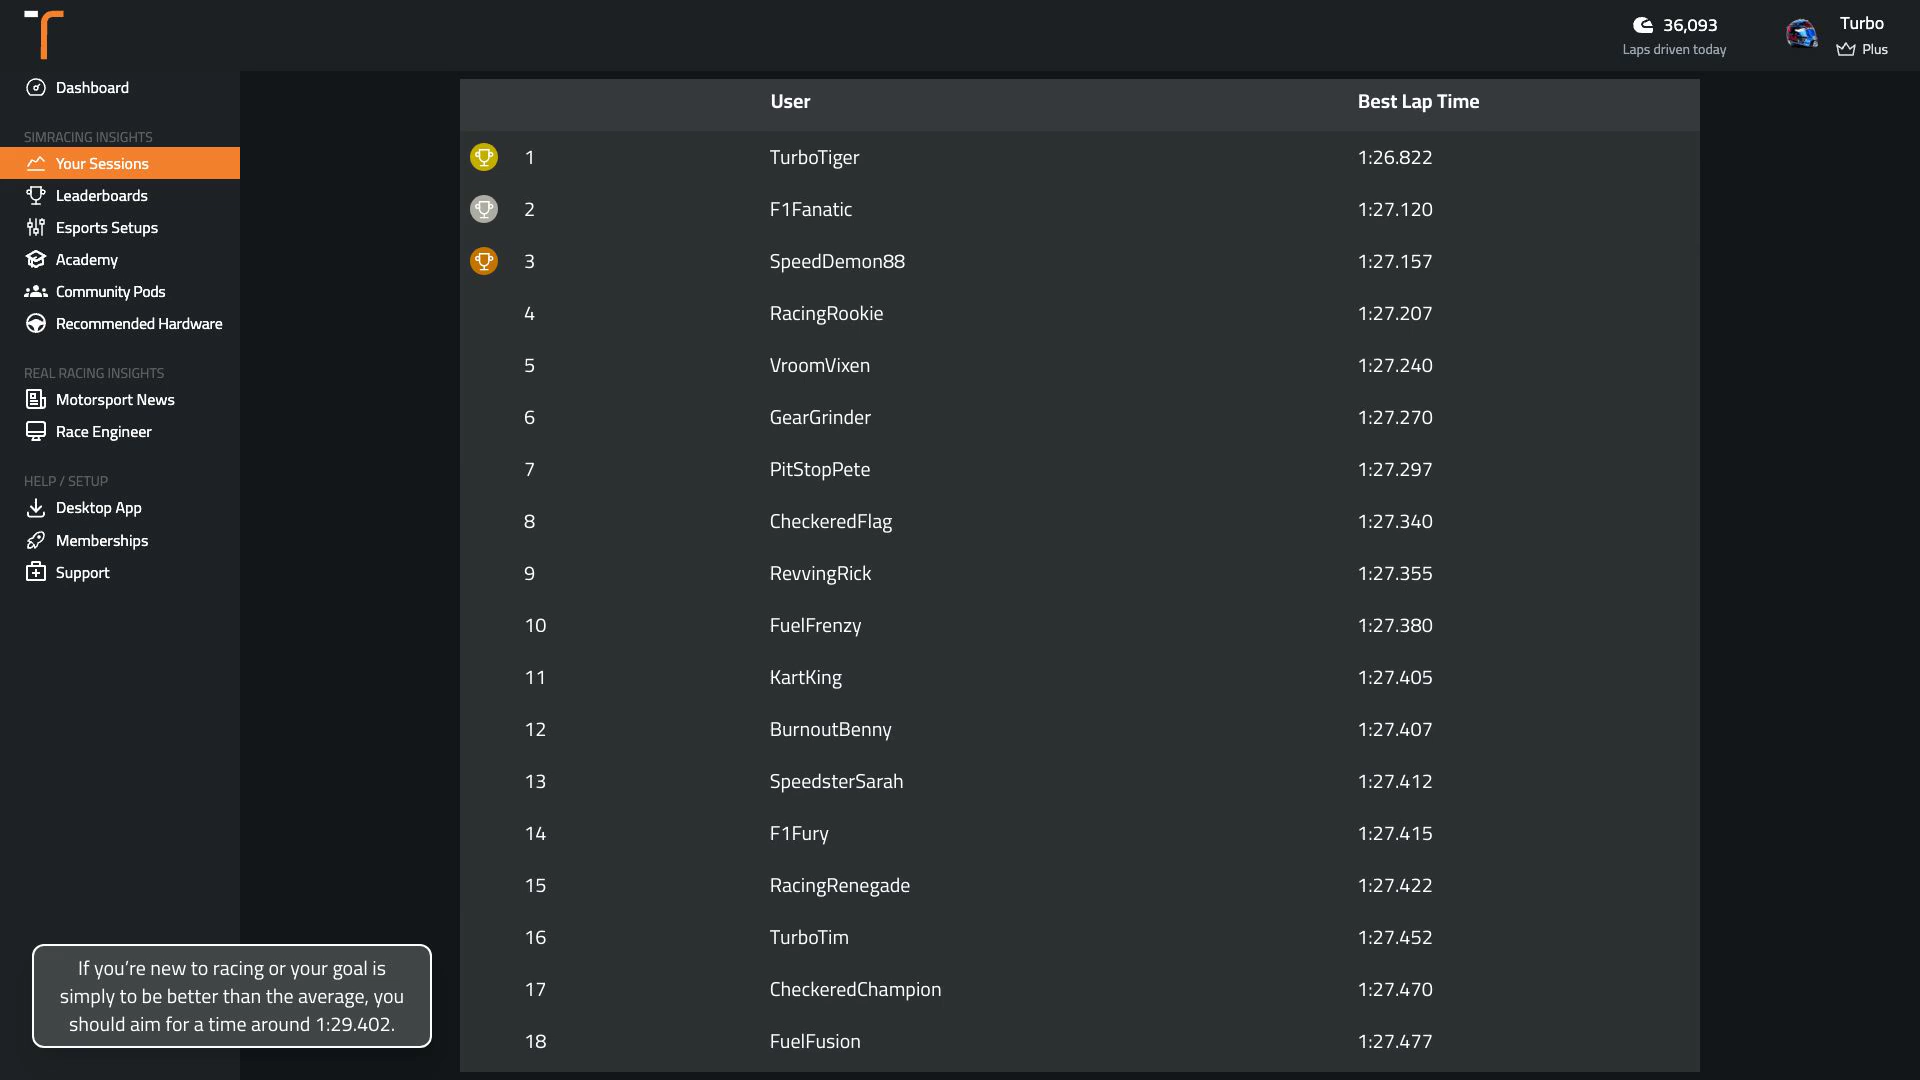 36,093
Laps driven today
Turbo
Plus
Dashboard
SIMRACING INSIGHTS
Your Sessions
Leaderboards
Esports Setups
Academy
Community Pods
Recommended Hardware
REAL RACING INSIGHTS
Motorsport News
Race Engineer
HELP / SETUP
Desktop App
Memberships
Support
User Best Lap Time
1 TurboTiger 1:26.822
2 F1Fanatic 1:27.120
3 SpeedDemon88 1:27.157
4 RacingRookie 1:27.207
5 VroomVixen 1:27.240
6 GearGrinder 1:27.270
7 PitStopPete 1:27.297
8 CheckeredFlag 1:27.340
9 RevvingRick 1:27.355
10 FuelFrenzy 1:27.380
11 KartKing 1:27.405
12 BurnoutBenny 1:27.407
13 SpeedsterSarah 1:27.412
14 F1Fury 1:27.415
15 RacingRenegade 1:27.422
16 TurboTim 1:27.452
17 CheckeredChampion 1:27.470
18 FuelFusion 1:27.477
If you’re new to racing or your goal is
simply to be better than the average, you
should aim for a time around 1:29.402.